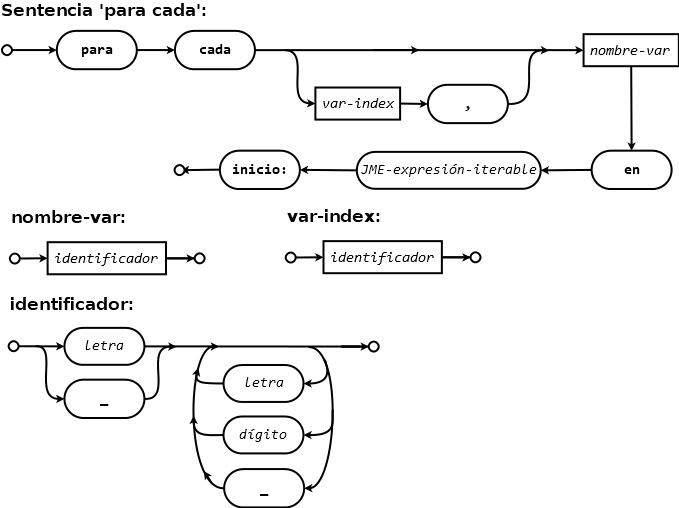 Sentencia 'para cada':
para cada nombre-var
var-index ,
inicio: JME-expresión-iterable en
nombre-var: var-index:
identificador identificador
identificador:
letra
_
letra
dígito
_